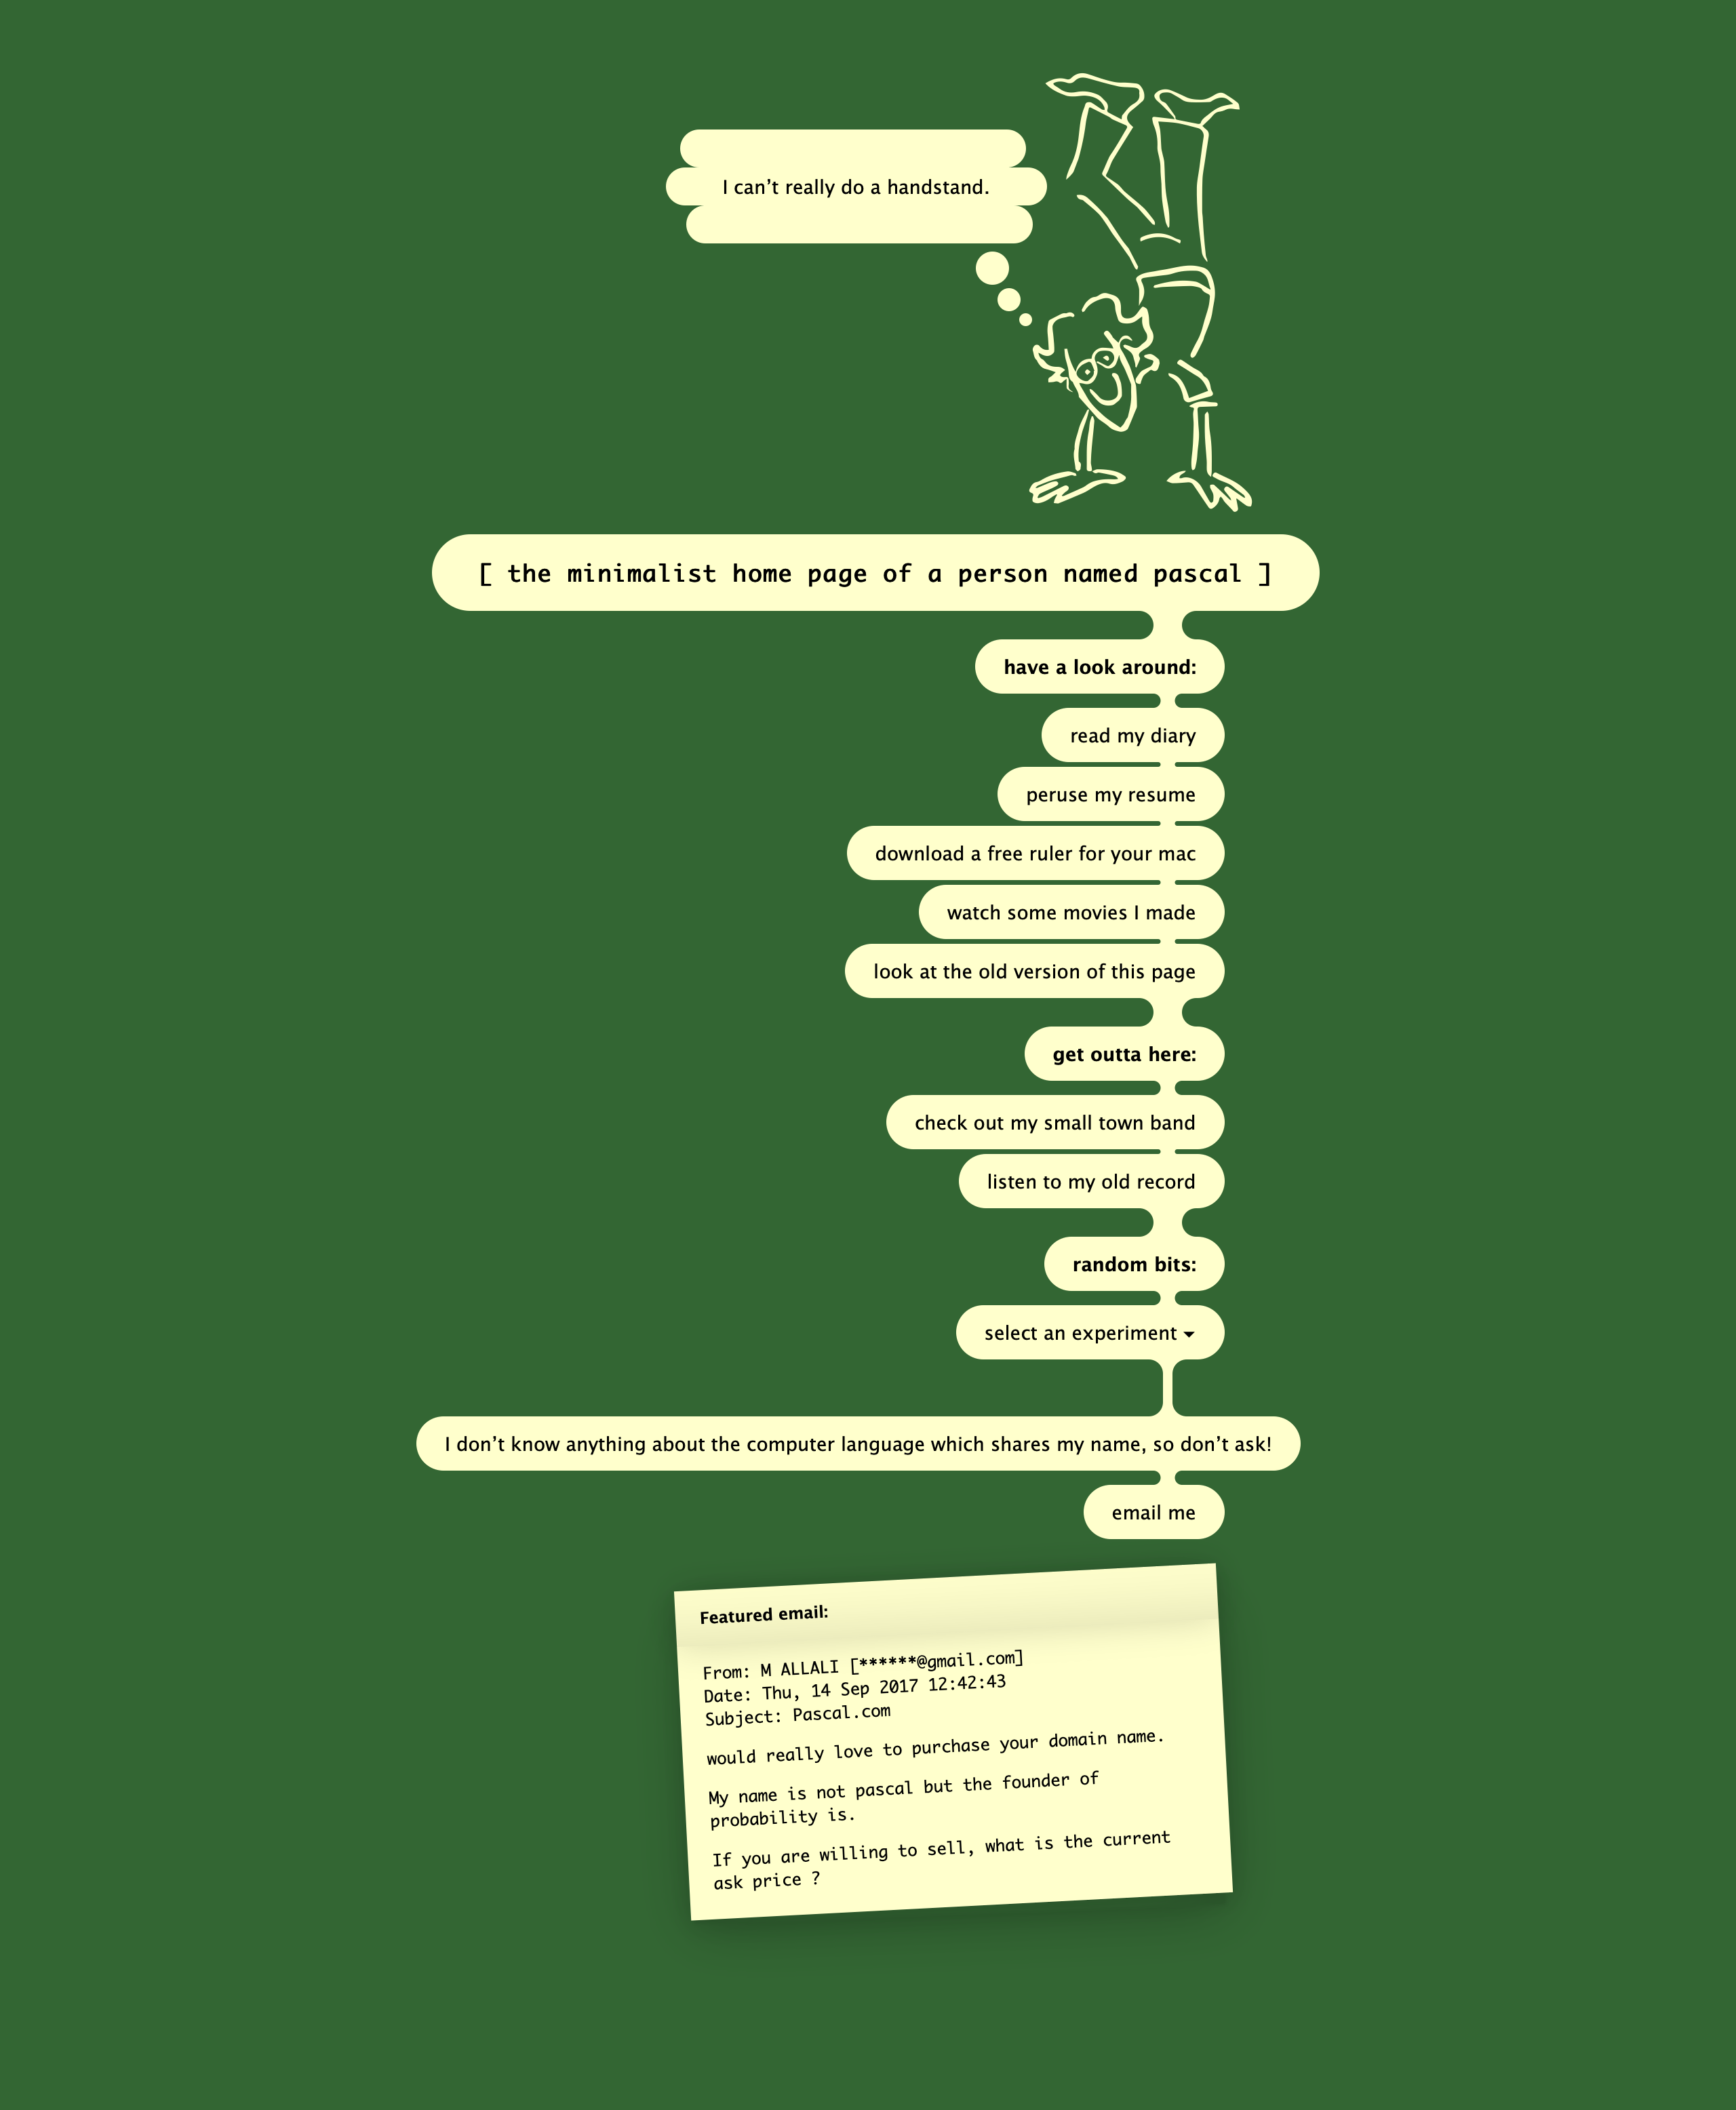 I can’t really do a handstand.
[ the minimalist home page of a person named pascal ]
have a look around:
read my diary
peruse my resume
download a free ruler for your mac
watch some movies I made
look at the old version of this page
get outta here:
check out my small town band
listen to my old record
random bits:
select an experiment
I don’t know anything about the computer language which shares my name, so don’t ask!
email me
Featured email:
From: M ALLALI [******@gmail.com]
Date: Thu, 14 Sep 2017 12:42:43
Subject: Pascal.com
would really love to purchase your domain name.
My name is not pascal but the founder of
probability is.
If you are willing to sell, what is the current
ask price ?